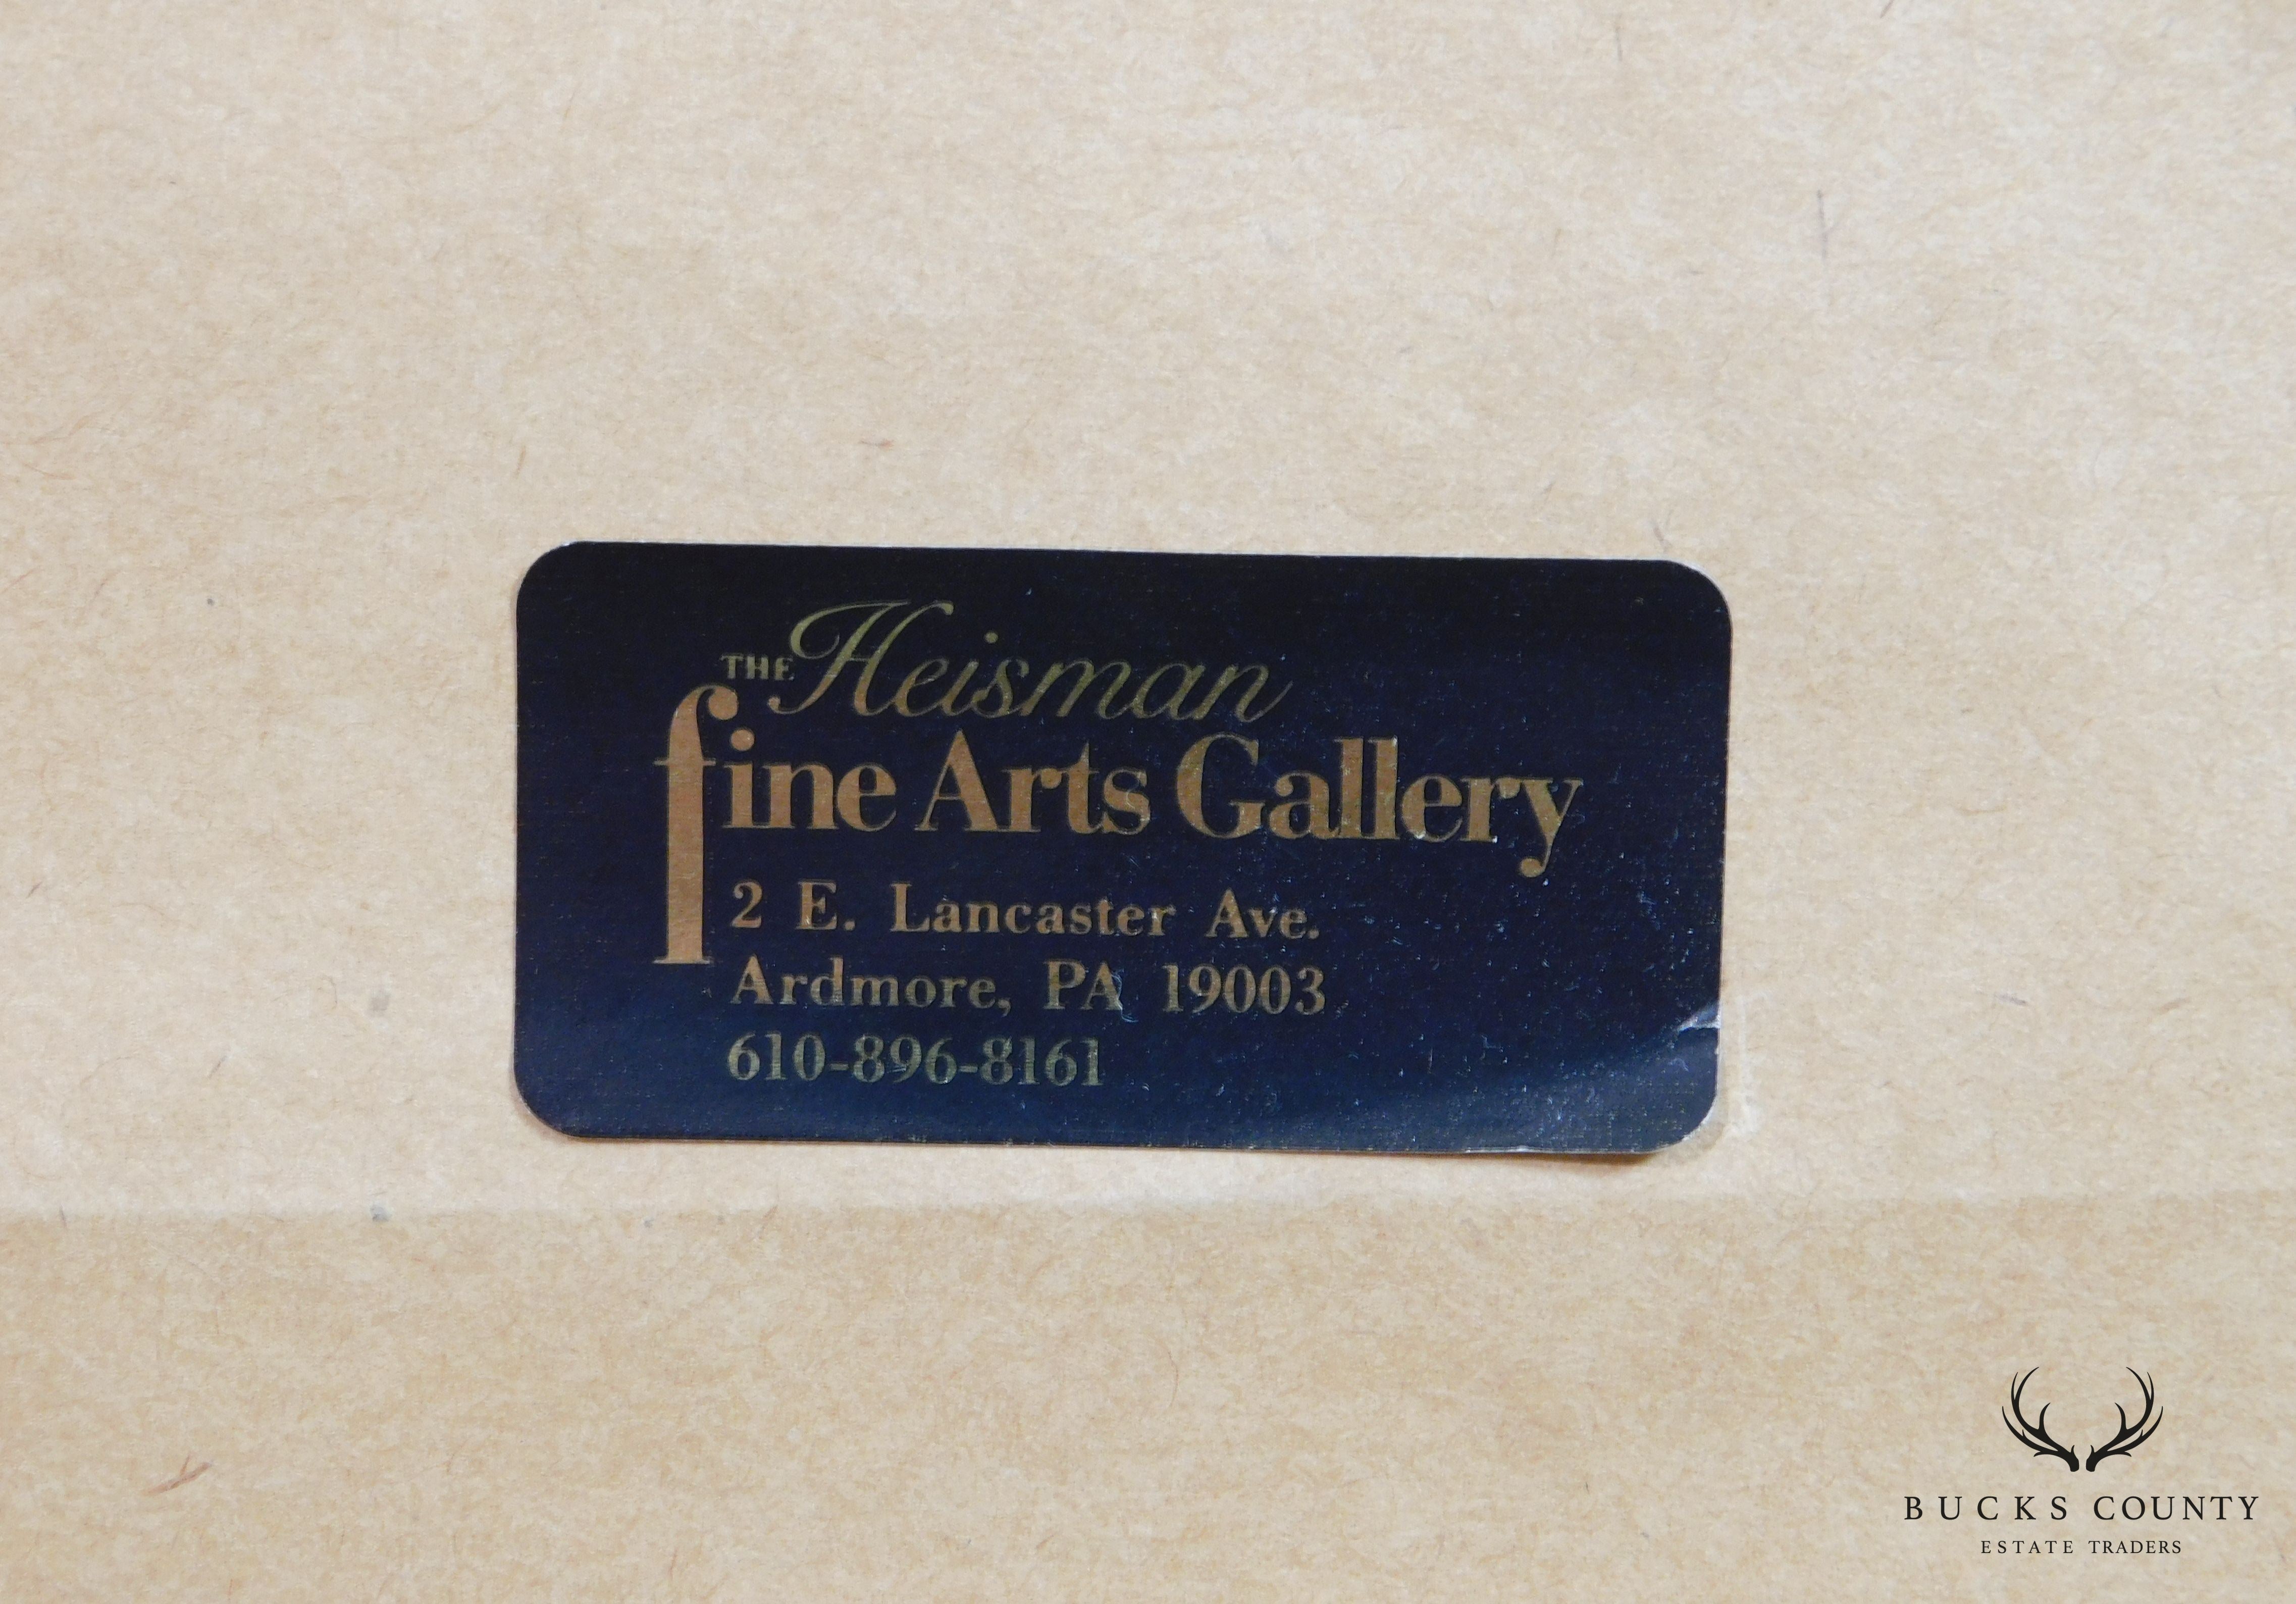 THE Heisman
fine Arts Gallery
2 E. Lancaster Ave.
Ardmore, PA 19003
610-896-8161
BUCKS COUNTY
ESTATE TRADERS